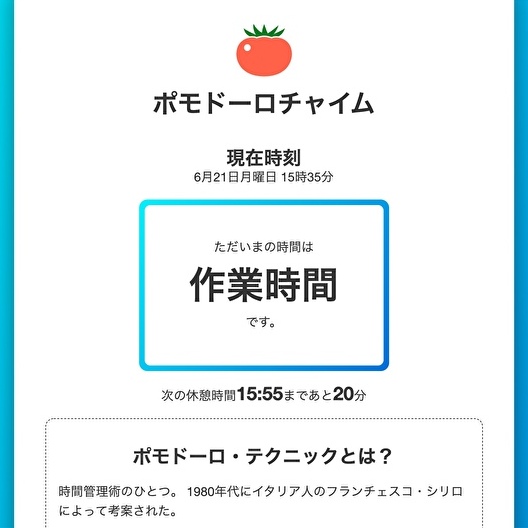 ポモドーロチャイム
現在時刻
6月21日月曜日 15時35分
ただいまの時間は
作業時間
です。
次の休憩時間15:55まであと20分
ポモドーロ・テクニックとは？
時間管理術のひとつ。 1980年代にイタリア人のフランチェスコ・シリロ
によって考案された。